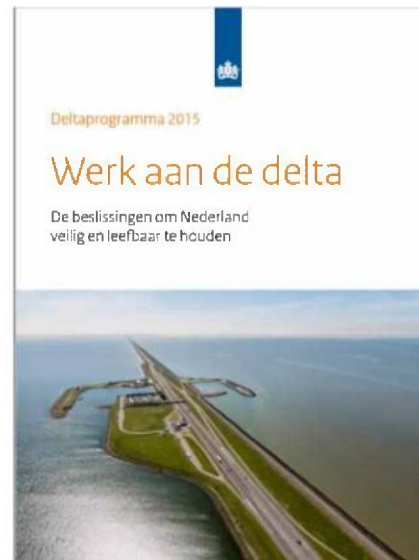 Deltaprogramma 2015
Werk aan de delta
De beslissingen om Nederland
veilig en leefbaar te houden